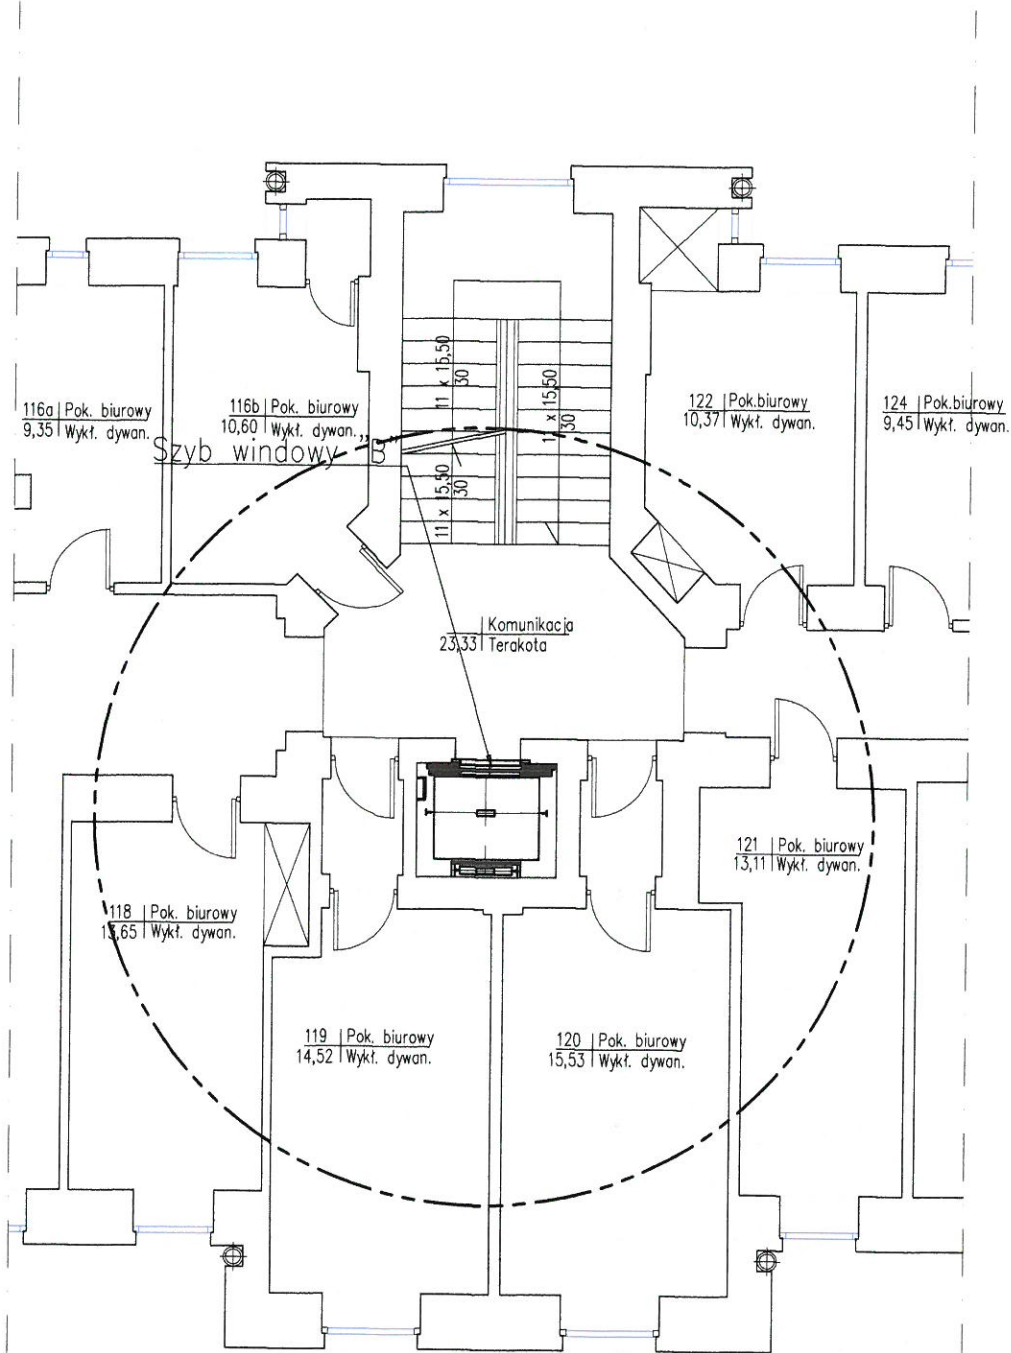 11 x 15,50
30
11 x 15,50
30
11 x 15,50
30
116a Pok. biurowy
9,35 Wykł. dywan.
116b Pok. biurowy
10,60 Wykł. dywan.
122 Pok.biurowy
10,37 Wykł. dywan.
124 Pok.biurowy
9,45 Wykł. dywan.
Szyb windowy „B"
Komunikacja
23,33 Terakota
121 Pok. biurowy
13,11 Wykł. dywan.
118 Pok. biurowy
13,65 Wykł. dywan.
119 Pok. biurowy
14,52 Wykł. dywan.
120 Pok. biurowy
15,53 Wykł. dywan.